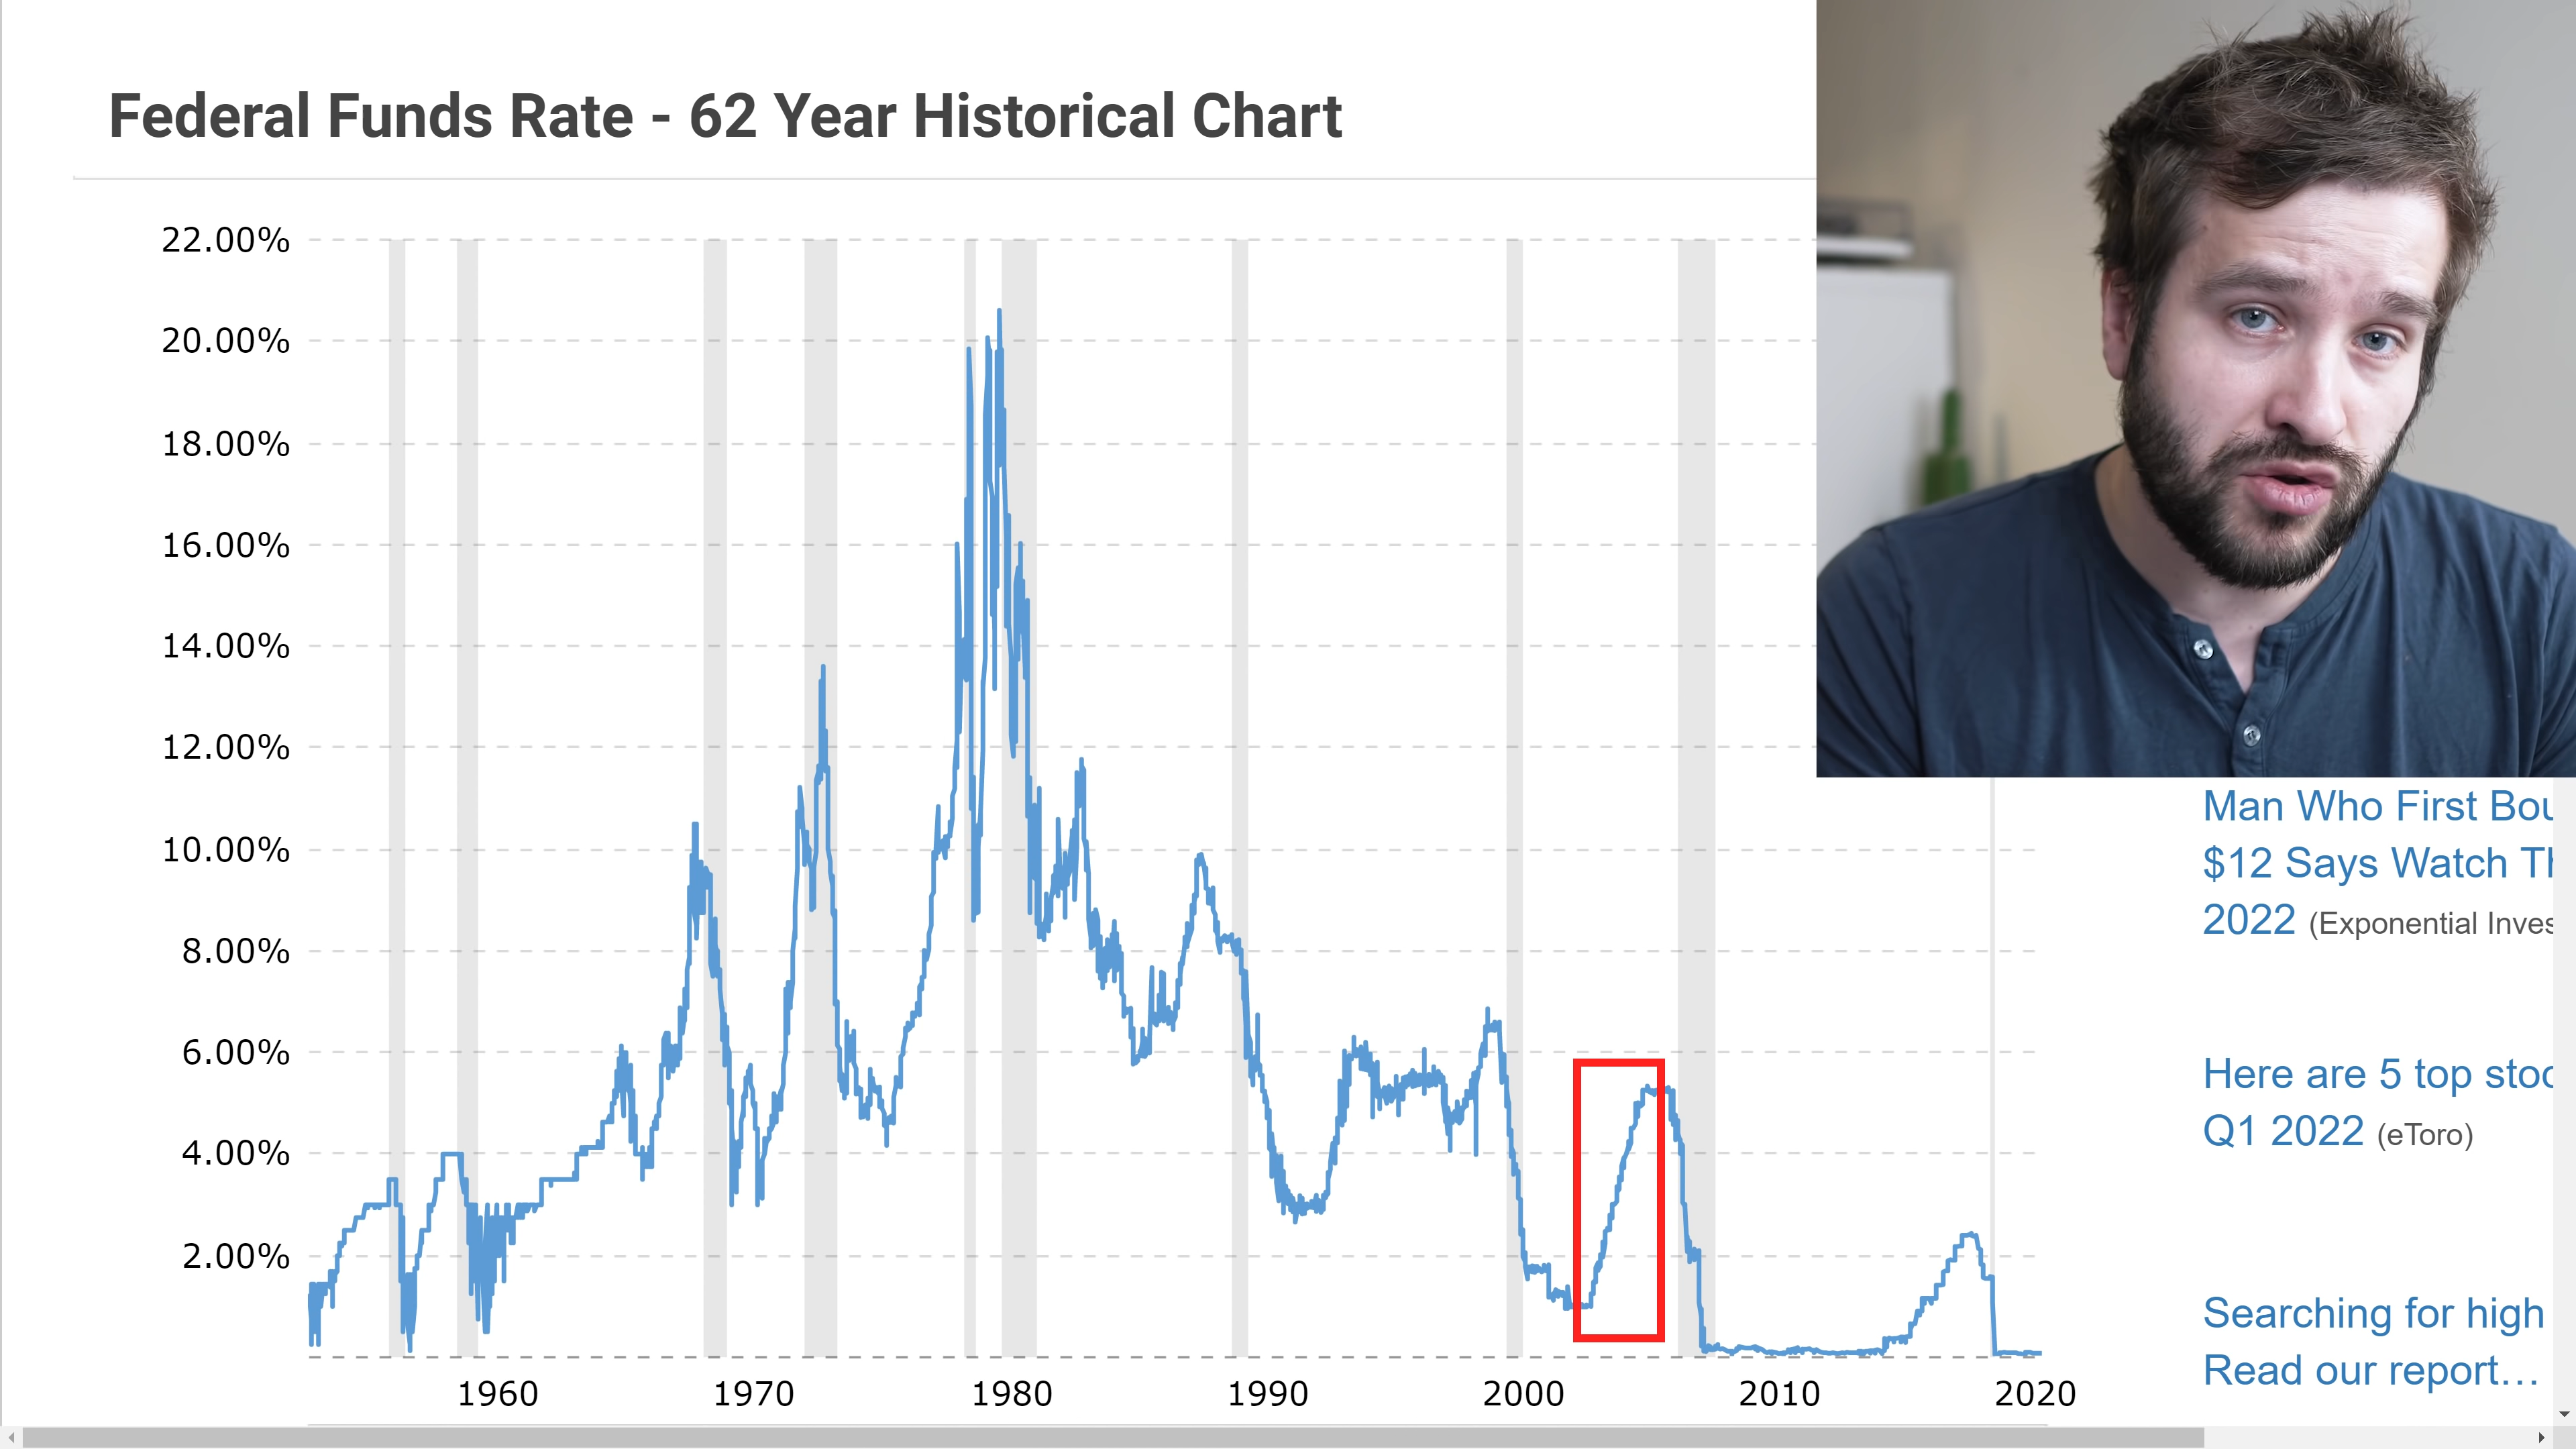 Federal Funds Rate - 62 Year Historical Chart
22.00%
20.00%
18.00%
16.00%
14.00%
12.00%
10.00%
8.00%
6.00%
4.00%
2.00%
1960 1970 1980 1990 2000 2010 2020
Man Who First Bou
$12 Says Watch Th
2022 (Exponential Inves
Here are 5 top stoc
Q1 2022 (eToro)
Searching for high
Read our report…